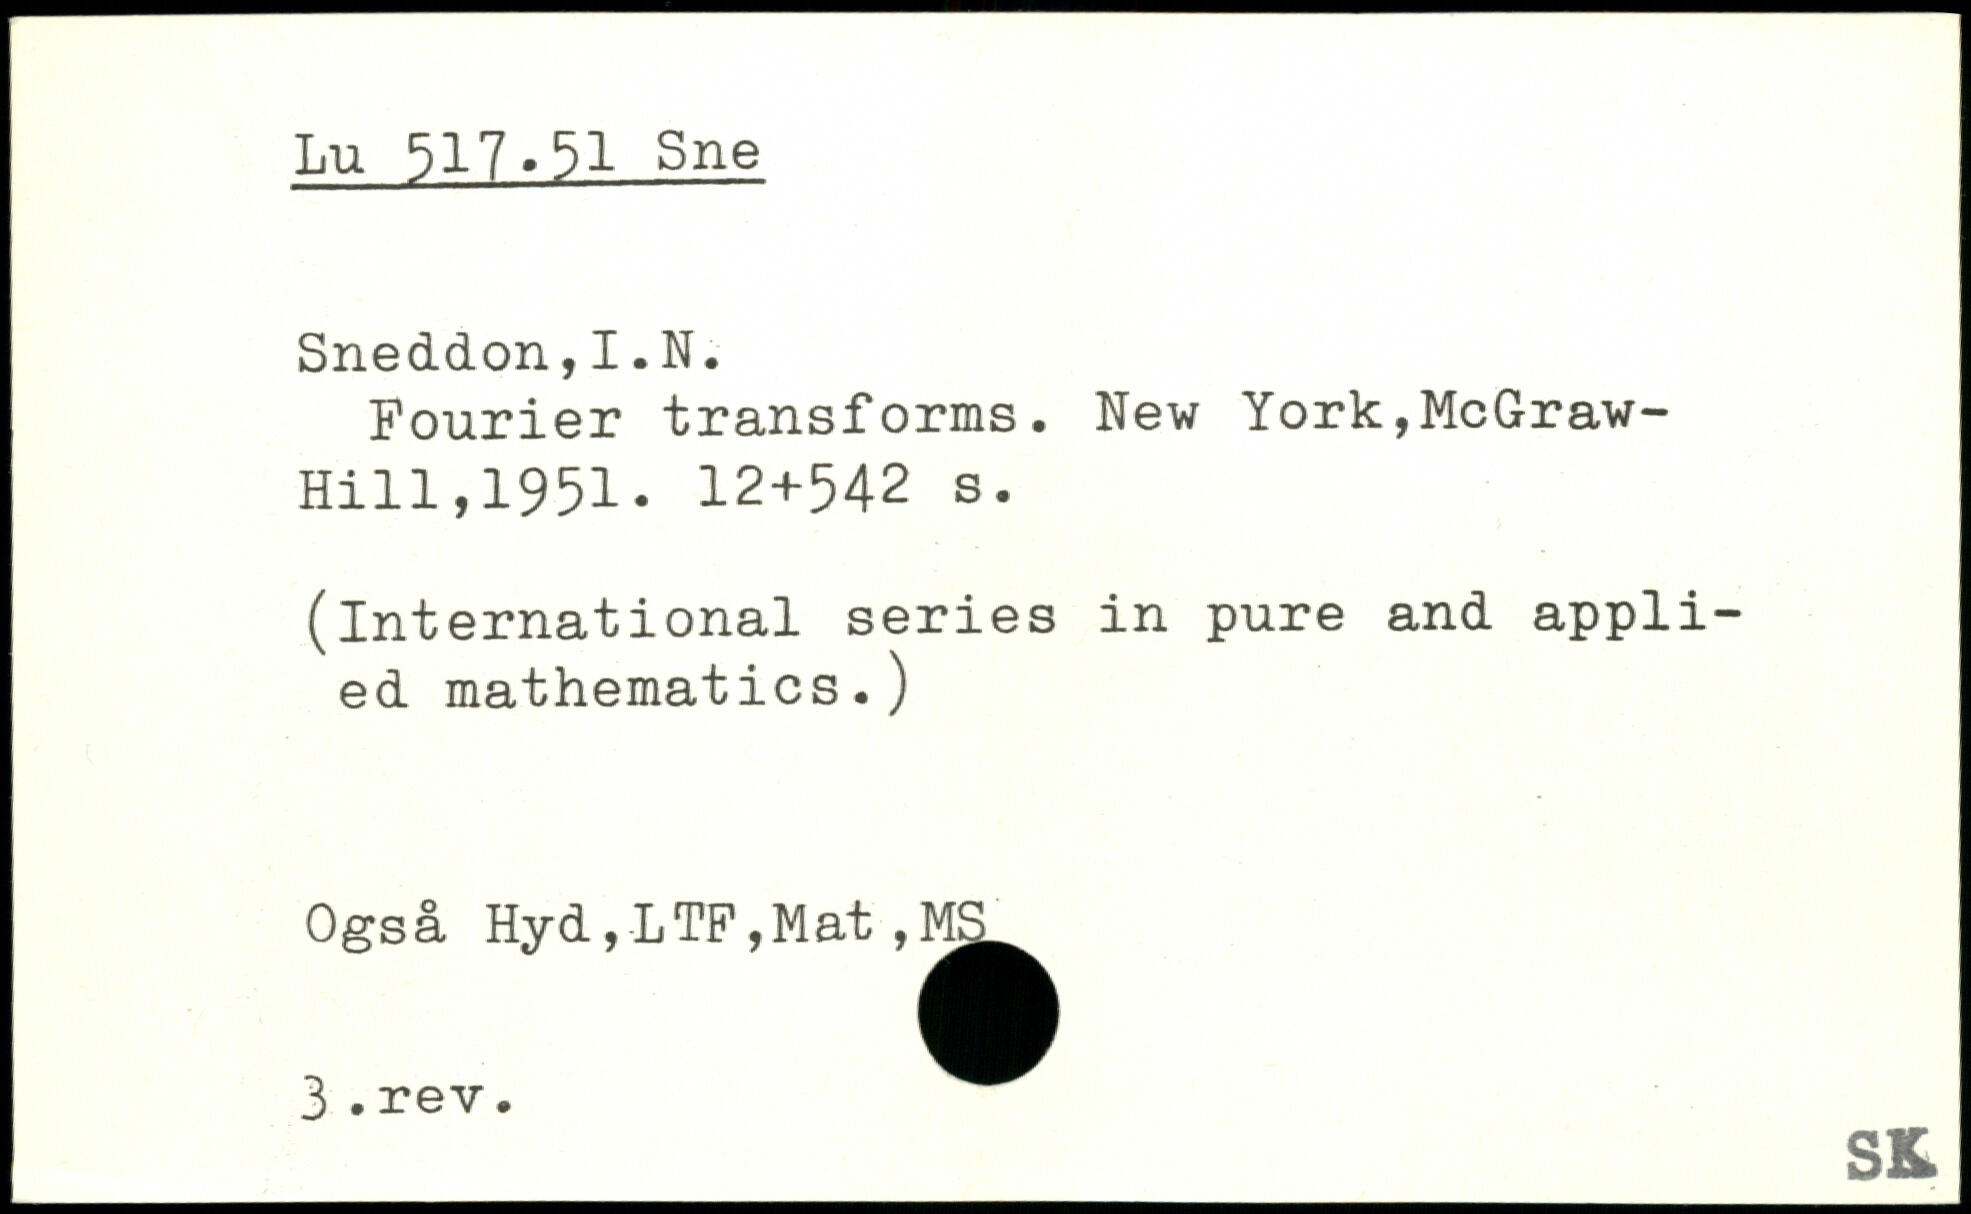 Lu 517.51 Sne
Sneddon,I.N.
Fourier transforms. New York,McGraw-
Hill,1951. 12+542 s.
(International series in pure and appli-
ed mathematics.)
Også Hyd,LTF,Mat,MS
3.rev.
SK